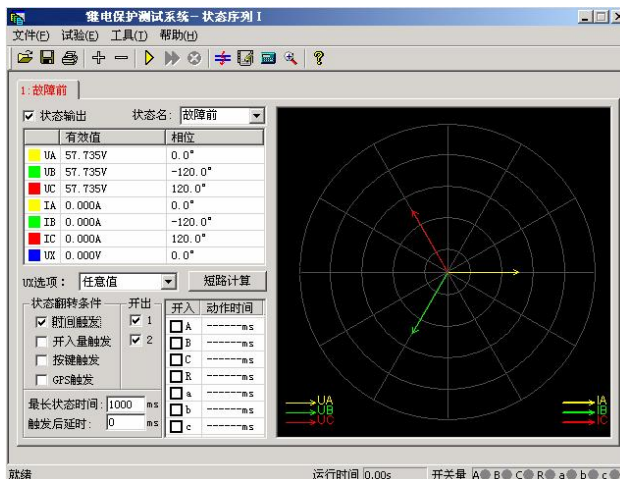 继电保护测试系统-状态序列 I
文件(F) 试验(E) 工具(T) 帮助(H)
1:故障前
状态输出 状态名: 故障前
有效值 相位
UA 57.735V 0.0°
UB 57.735V -120.0°
UC 57.735V 120.0°
IA 0.000A 0.0°
IB 0.000A -120.0°
IC 0.000A 120.0°
UX 0.000V 0.0°
UX选项: 任意值 短路计算
状态翻转条件 开出 开入 动作时间
时间触发 1 A ------ms
开入量触发 2 B ------ms
按键触发 C ------ms
GPS触发 R ------ms
最长状态时间: 1000 ms a ------ms
触发后延时: 0 ms b ------ms
c ------ms
UA IA
UB IB
UC IC
就绪 运行时间 0.00s 开关量 A B C R a b c